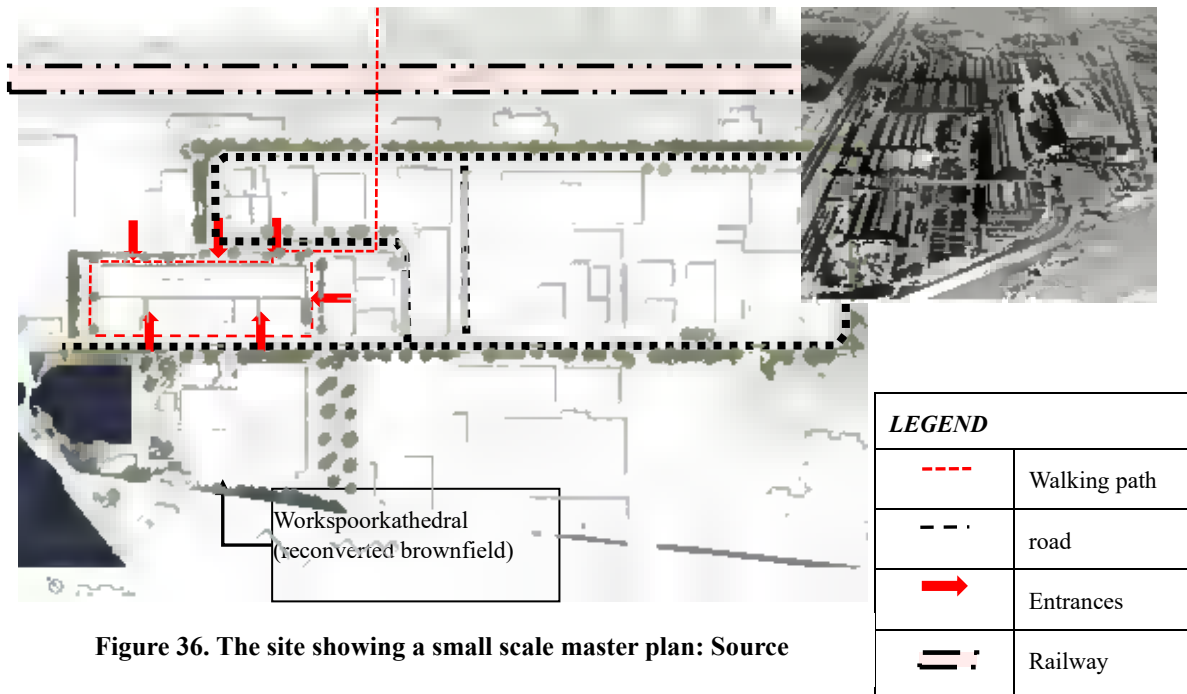 Workspoorkathedral
(reconverted brownfield)
LEGEND
Walking path
road
Entrances
Railway
Figure 36. The site showing a small scale master plan: Source